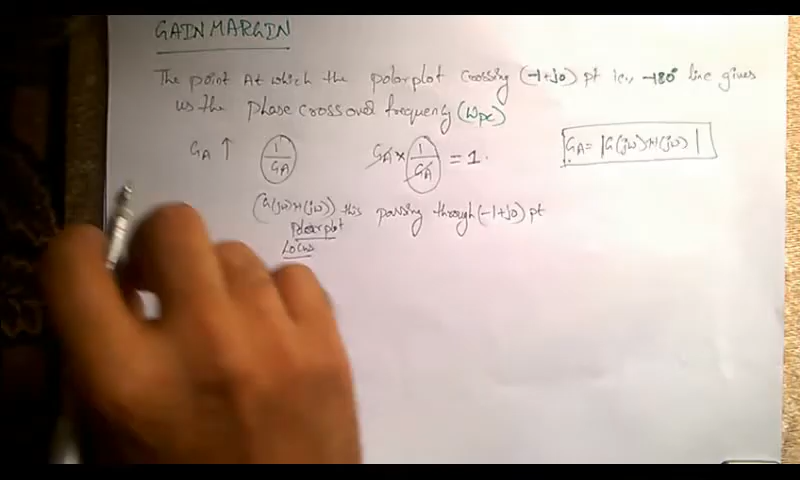 GAIN MARGIN
The point At which the polarplot crossing (-1+j0) pt ie., -180° line gives
us the phase crossover frequency (ωpc)
GA ↑ 1/GA GA × 1/GA = 1. GA = |G(jω)H(jω)|
(G(jω)H(jω)) this passing through (-1+j0) pt
polarplot
Locus